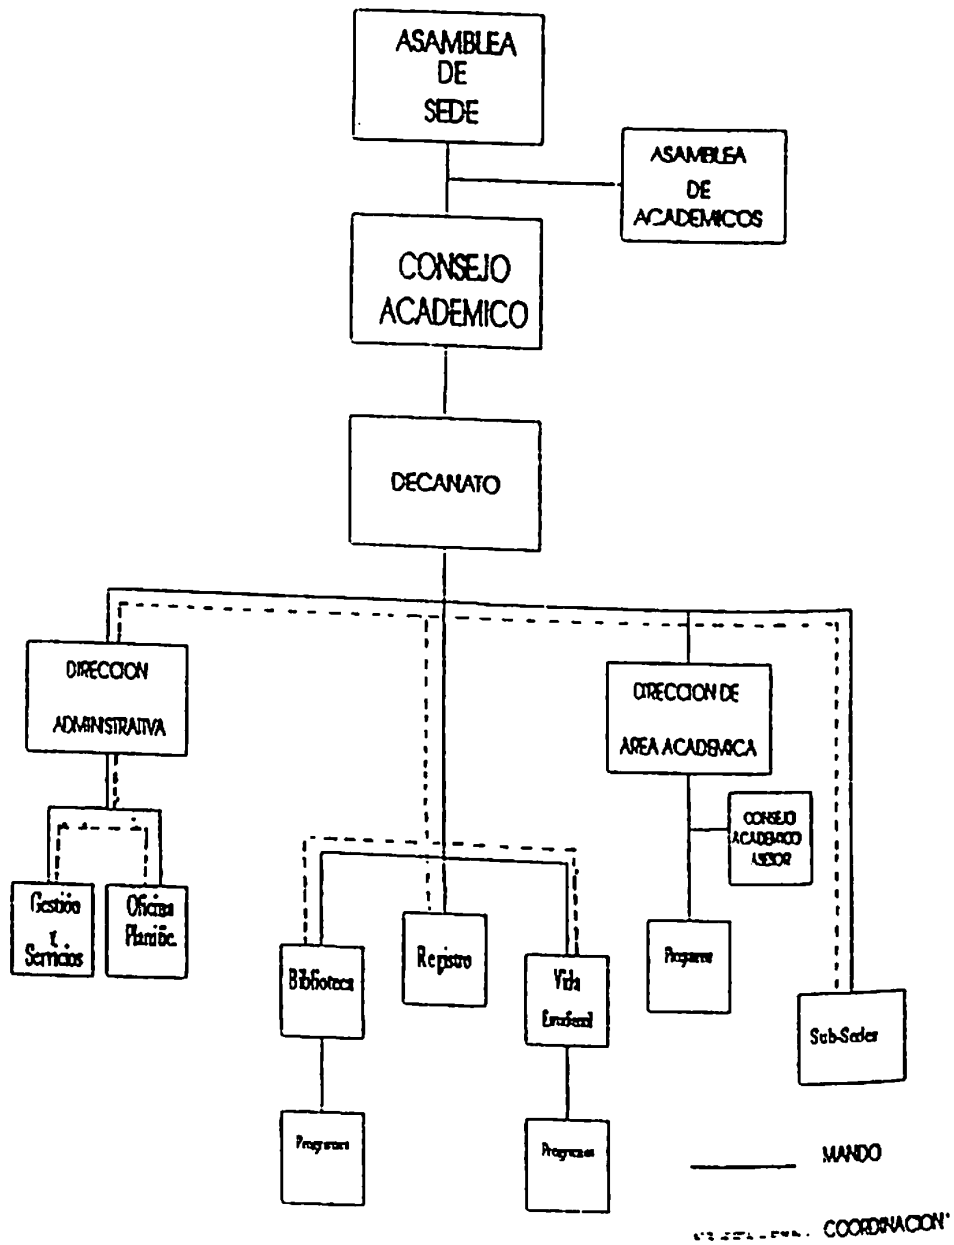 ASAMBLEA
DE
SEDE
ASAMBLEA
DE
ACADEMICOS
CONSEJO
ACADEMICO
DECANATO
DIRECCION
ADMINISTRATIVA
DIRECCION DE
AREA ACADEMICA
CONSEJO
ACADEMICO
ASESOR
Gestión
y
Servicios
Oficina
Planific.
Biblioteca
Registro
Vida
Estudiantil
Programas
Sub-Sedes
Programas
Programas
MANDO
COORDINACION